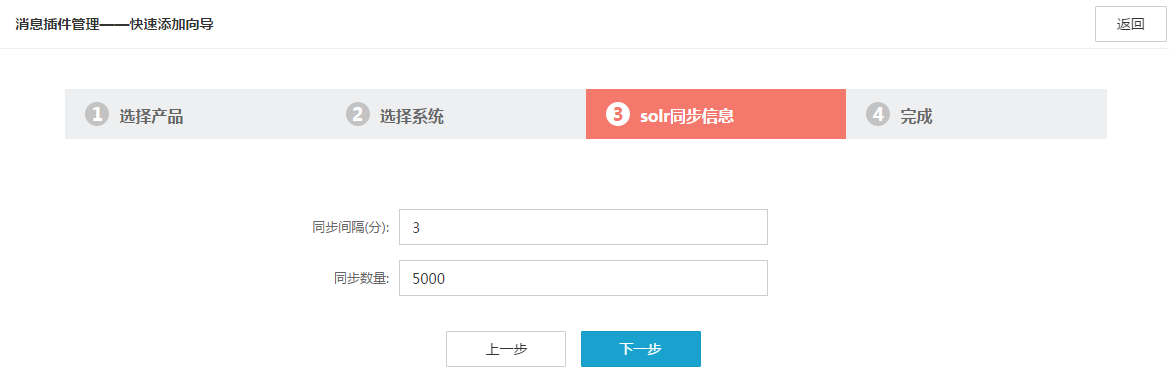 消息插件管理——快速添加向导
返回
1 选择产品
2 选择系统
3 solr同步信息
4 完成
同步间隔(分): 3
同步数量: 5000
上一步 下一步